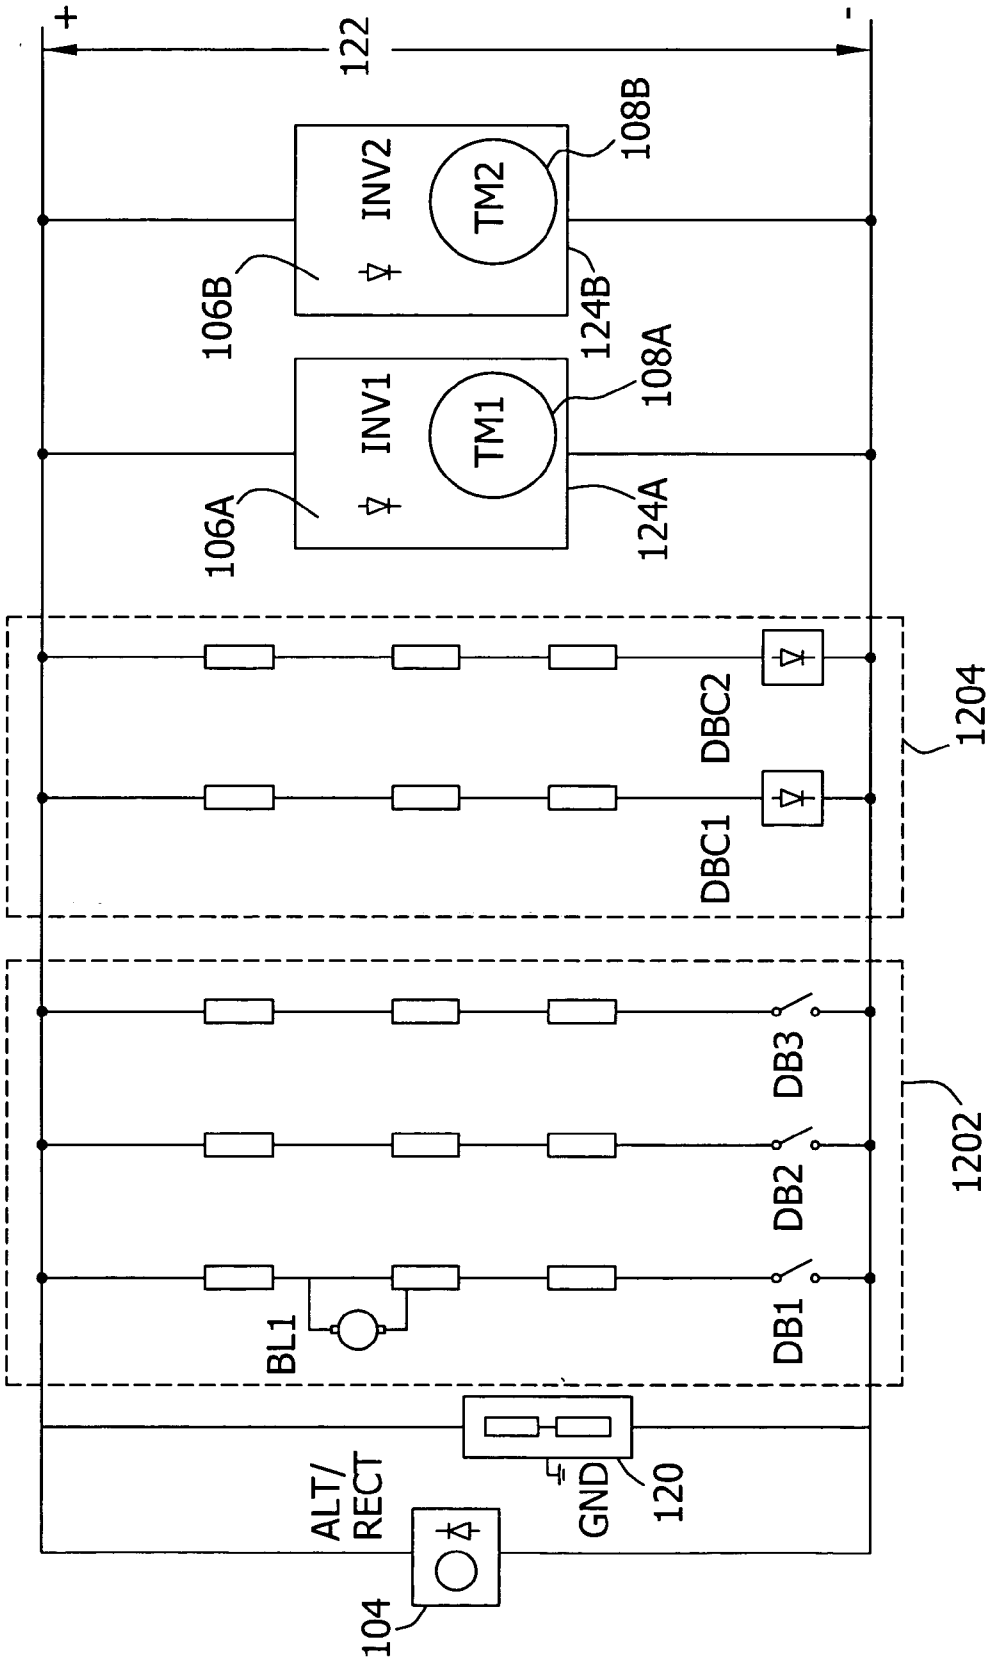 +
-
122
106B
INV2
TM2
108B
124B
106A
INV1
TM1
108A
124A
DBC2
DBC1
1204
DB3
DB2
DB1
BL1
1202
ALT/
RECT
GND
120
104